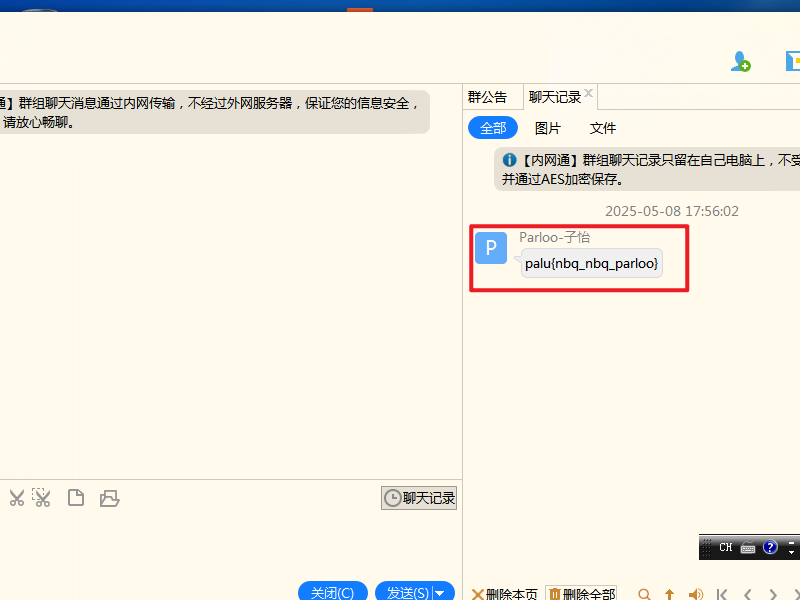 通】群组聊天消息通过内网传输，不经过外网服务器，保证您的信息安全，
请放心畅聊。
群公告
聊天记录
全部
图片
文件
【内网通】群组聊天记录只留在自己电脑上，不受
并通过AES加密保存。
2025-05-08 17:56:02
P
Parloo-子怡
palu{nbq_nbq_parloo}
聊天记录
CH
关闭(C)
发送(S)
删除本页
删除全部